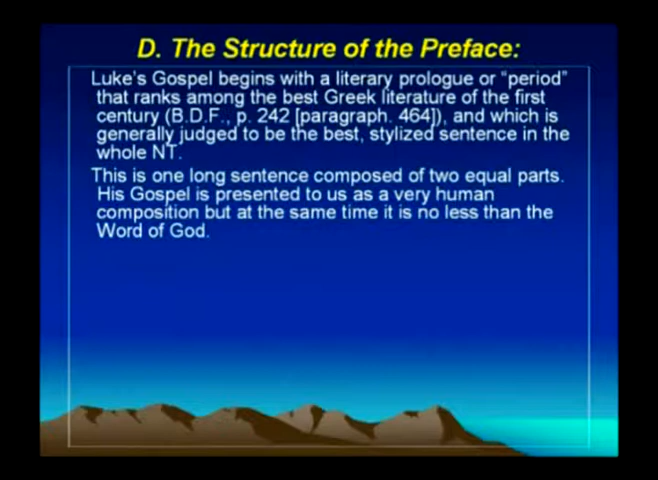 D. The Structure of the Preface:
Luke's Gospel begins with a literary prologue or "period"
that ranks among the best Greek literature of the first
century (B.D.F., p. 242 [paragraph. 464]), and which is
generally judged to be the best, stylized sentence in the
whole NT.
This is one long sentence composed of two equal parts.
His Gospel is presented to us as a very human
composition but at the same time it is no less than the
Word of God.